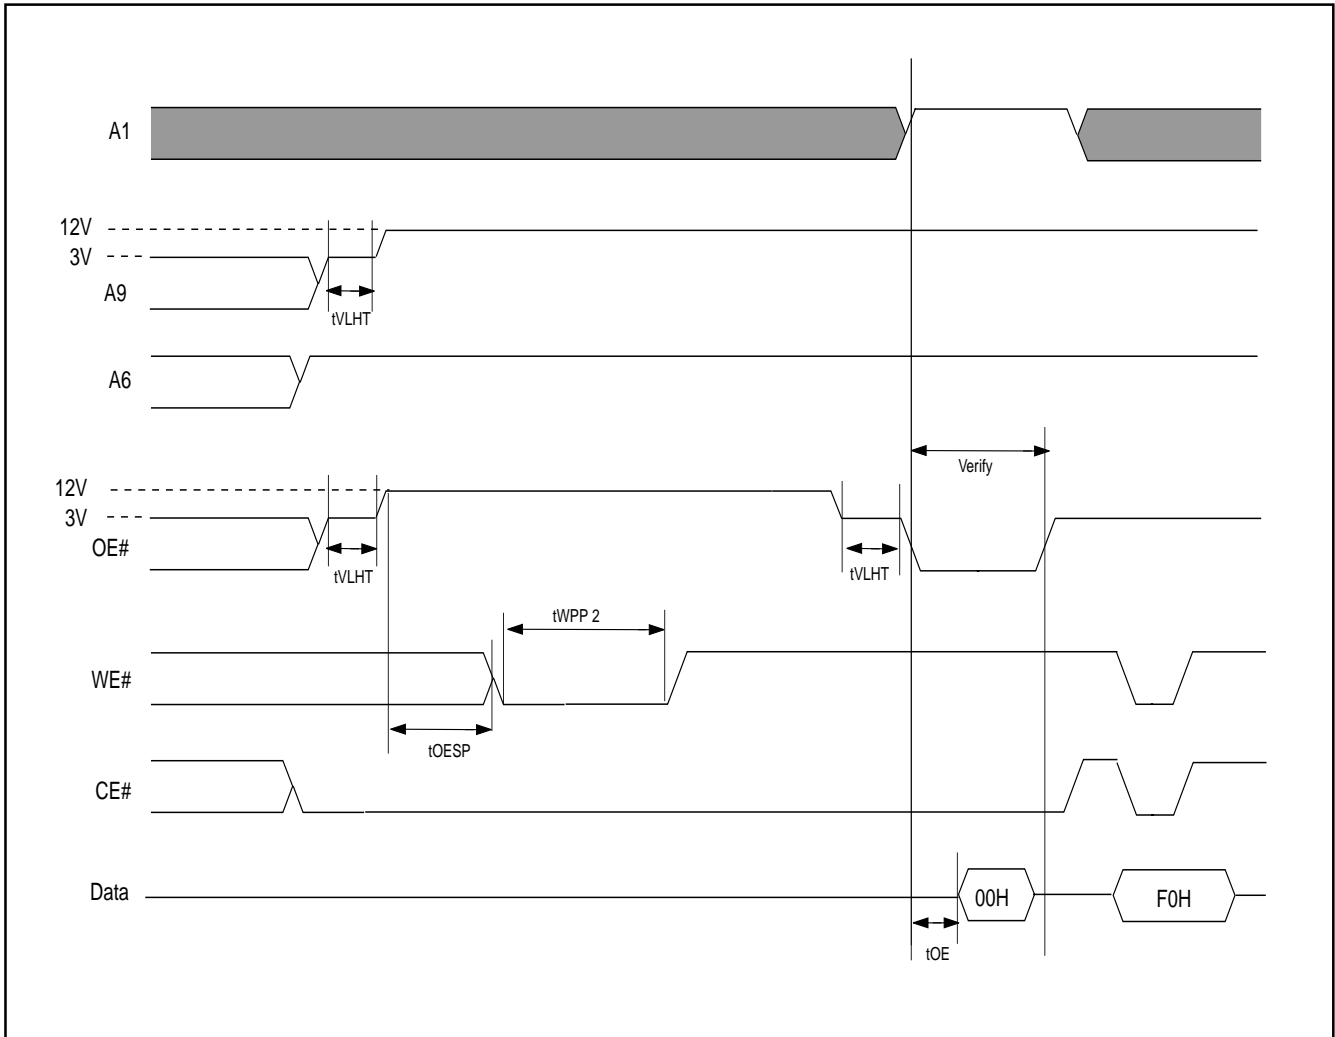 A1
12V
3V
A9
tVLHT
A6
Verify
12V
3V
OE#
tVLHT
tVLHT
tWPP 2
WE#
tOESP
CE#
Data
00H
F0H
tOE